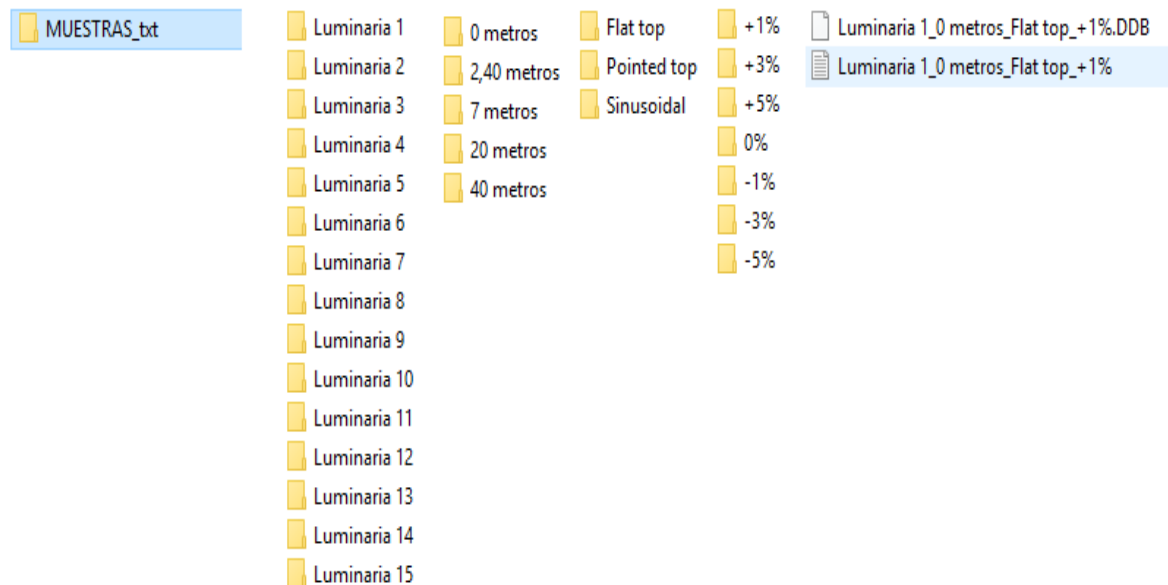 MUESTRAS_txt
Luminaria 1
Luminaria 2
Luminaria 3
Luminaria 4
Luminaria 5
Luminaria 6
Luminaria 7
Luminaria 8
Luminaria 9
Luminaria 10
Luminaria 11
Luminaria 12
Luminaria 13
Luminaria 14
Luminaria 15
0 metros
2,40 metros
7 metros
20 metros
40 metros
Flat top
Pointed top
Sinusoidal
+1%
+3%
+5%
0%
-1%
-3%
-5%
Luminaria 1_0 metros_Flat top_+1%.DDB
Luminaria 1_0 metros_Flat top_+1%